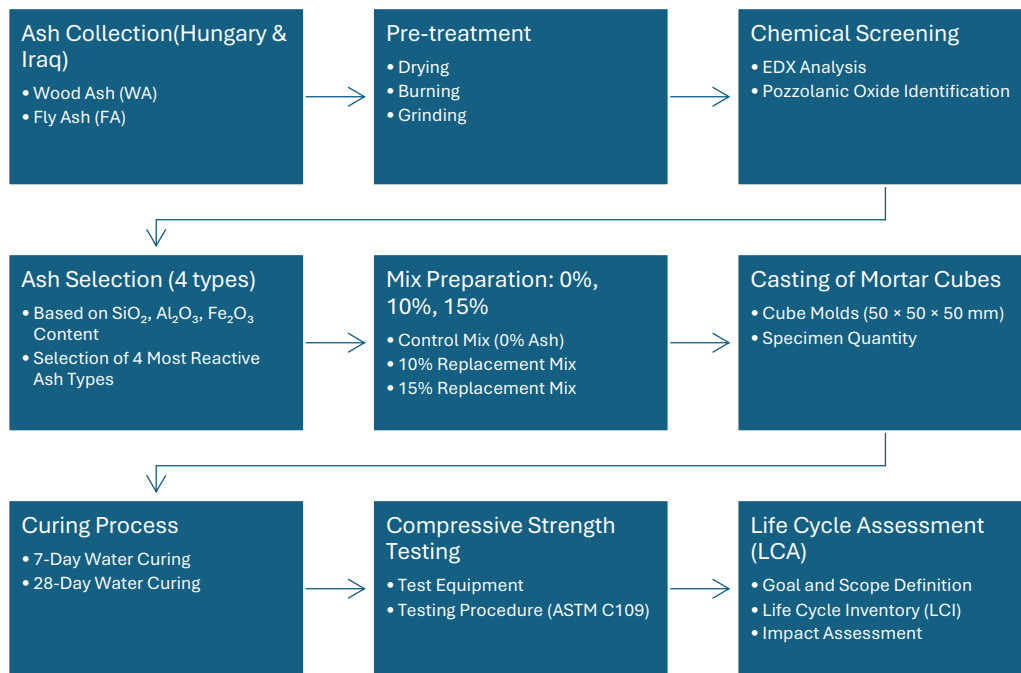 Ash Collection(Hungary &
Iraq)
• Wood Ash (WA)
• Fly Ash (FA)
Pre-treatment
• Drying
• Burning
• Grinding
Chemical Screening
• EDX Analysis
• Pozzolanic Oxide Identification
Ash Selection (4 types)
• Based on SiO₂, Al₂O₃, Fe₂O₃
Content
• Selection of 4 Most Reactive
Ash Types
Mix Preparation: 0%,
10%, 15%
• Control Mix (0% Ash)
• 10% Replacement Mix
• 15% Replacement Mix
Casting of Mortar Cubes
• Cube Molds (50 × 50 × 50 mm)
• Specimen Quantity
Curing Process
• 7-Day Water Curing
• 28-Day Water Curing
Compressive Strength
Testing
• Test Equipment
• Testing Procedure (ASTM C109)
Life Cycle Assessment
(LCA)
• Goal and Scope Definition
• Life Cycle Inventory (LCI)
• Impact Assessment